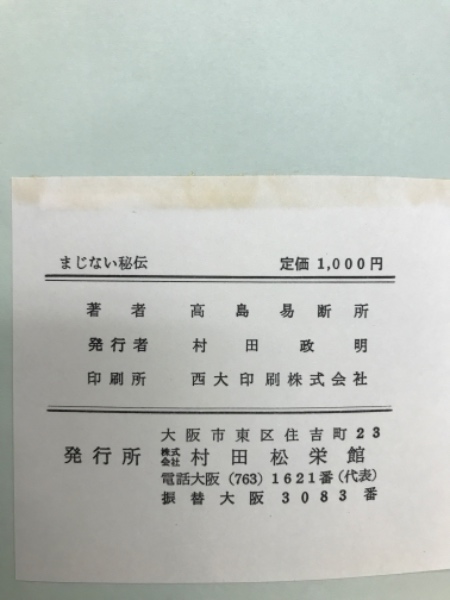 まじない秘伝 定価 1,000円
著者 高島易断所
発行者 村田政明
印刷所 西大印刷株式会社
大阪市東区住吉町23
発行所 株式会社 村田松栄館
電話大阪(763)1621番(代表)
振替大阪3083番